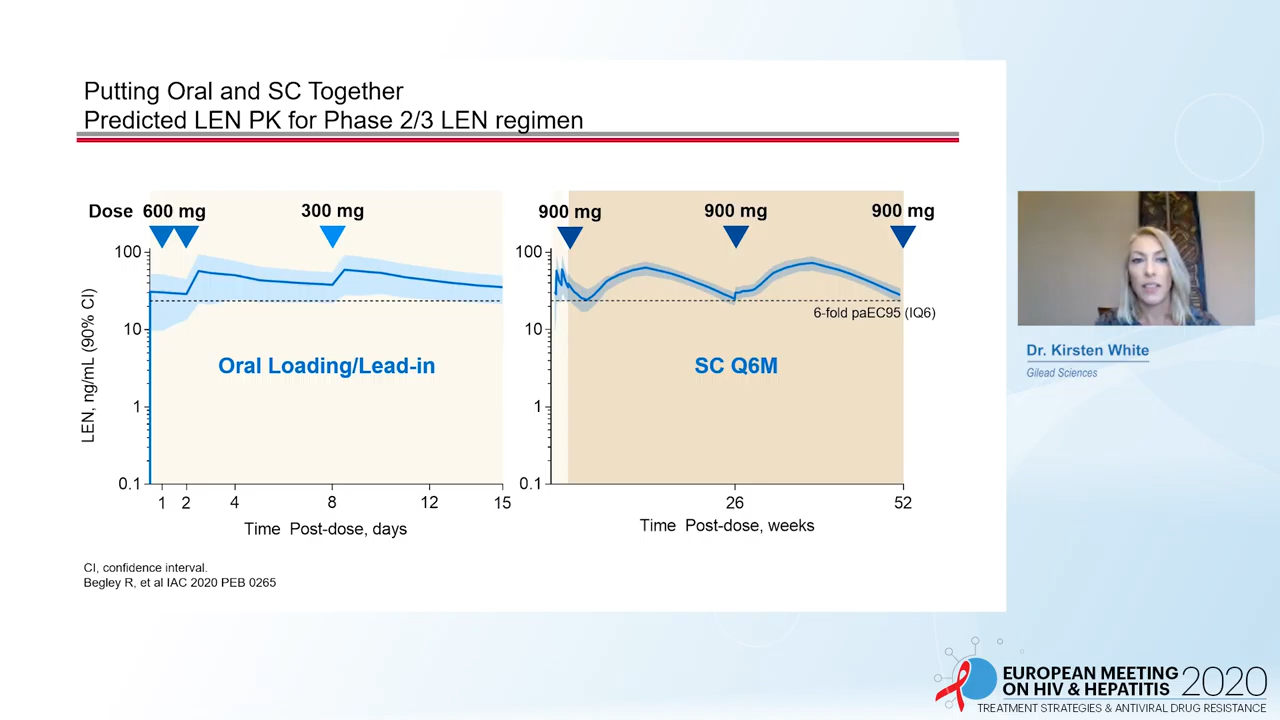 Putting Oral and SC Together
Predicted LEN PK for Phase 2/3 LEN regimen
Dose 600 mg 300 mg
900 mg 900 mg 900 mg
LEN, ng/mL (90% CI)
100
10
1
0.1
Oral Loading/Lead-in
1 2 4 8 12 15
Time Post-dose, days
100
10
1
0.1
6-fold paEC95 (IQ6)
SC Q6M
26 52
Time Post-dose, weeks
CI, confidence interval.
Begley R, et al IAC 2020 PEB 0265
Dr. Kirsten White
Gilead Sciences
EUROPEAN MEETING
ON HIV & HEPATITIS 2020
TREATMENT STRATEGIES & ANTIVIRAL DRUG RESISTANCE